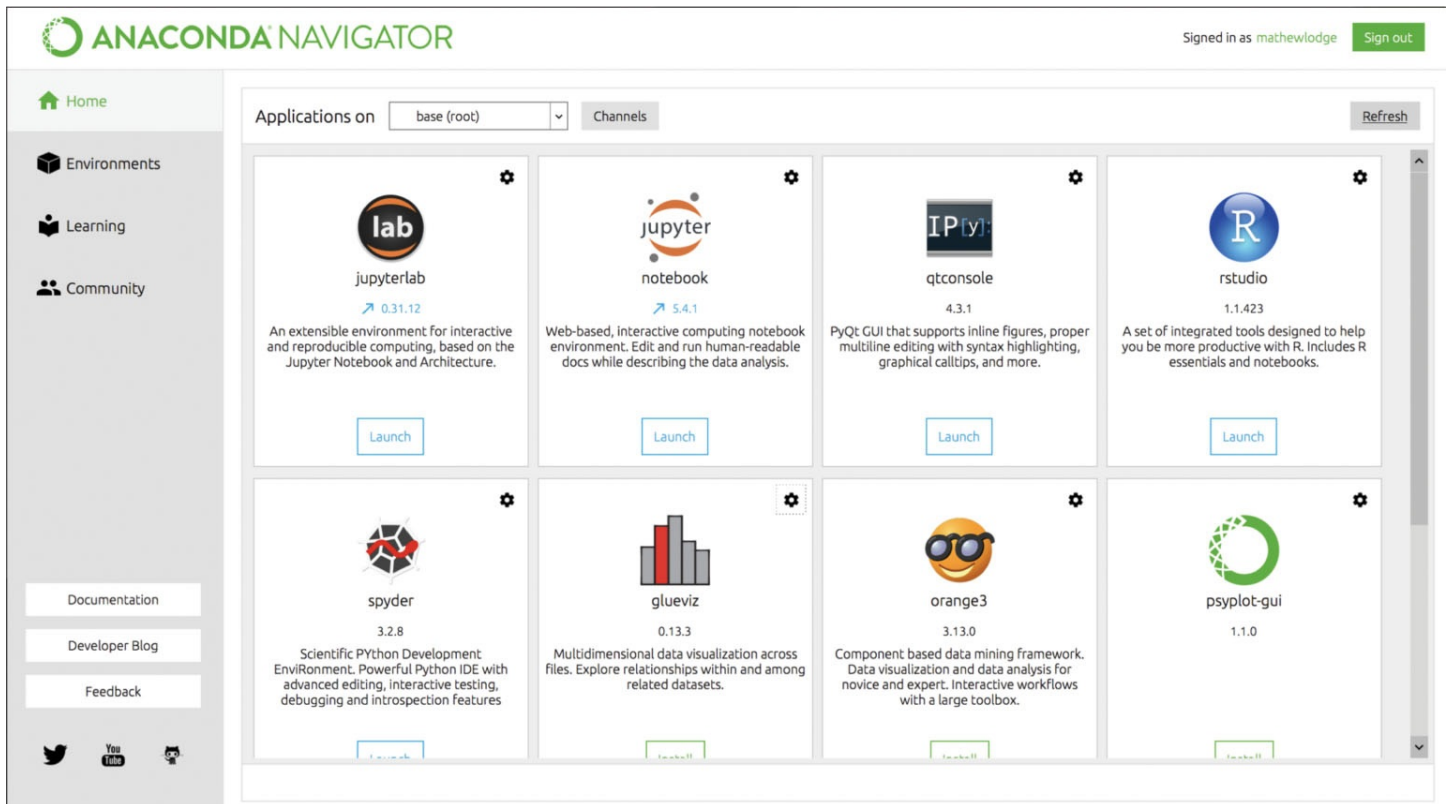 ANACONDA NAVIGATOR
Signed in as mathewlodge
Sign out
Home
Environments
Learning
Community
Documentation
Developer Blog
Feedback
You
Tube
Applications on
base (root)
Channels
Refresh
lab
jupyterlab
0.31.12
An extensible environment for interactive
and reproducible computing, based on the
Jupyter Notebook and Architecture.
Launch
jupyter
notebook
5.4.1
Web-based, interactive computing notebook
environment. Edit and run human-readable
docs while describing the data analysis.
Launch
IP[y]:
qtconsole
4.3.1
PyQt GUI that supports inline figures, proper
multiline editing with syntax highlighting,
graphical calltips, and more.
Launch
R
rstudio
1.1.423
A set of integrated tools designed to help
you be more productive with R. Includes R
essentials and notebooks.
Launch
spyder
3.2.8
Scientific PYthon Development
EnviRonment. Powerful Python IDE with
advanced editing, interactive testing,
debugging and introspection features
Launch
glueviz
0.13.3
Multidimensional data visualization across
files. Explore relationships within and among
related datasets.
Install
orange3
3.13.0
Component based data mining framework.
Data visualization and data analysis for
novice and expert. Interactive workflows
with a large toolbox.
Install
psyplot-gui
1.1.0
Install